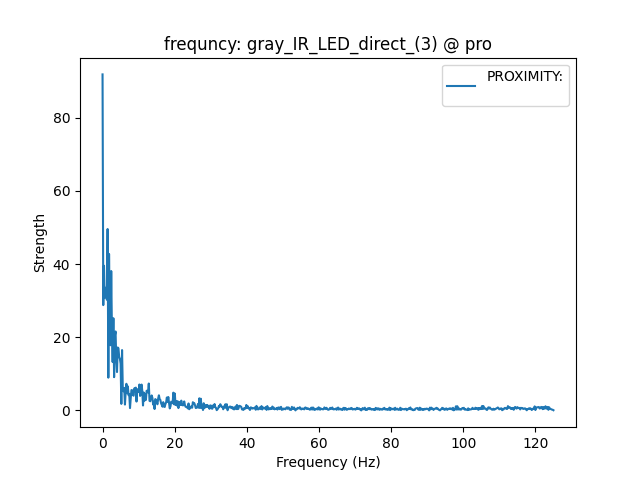 frequncy: gray_IR_LED_direct_(3) @ pro
PROXIMITY:
80
60
40
20
0
Strength
0 20 40 60 80 100 120
Frequency (Hz)